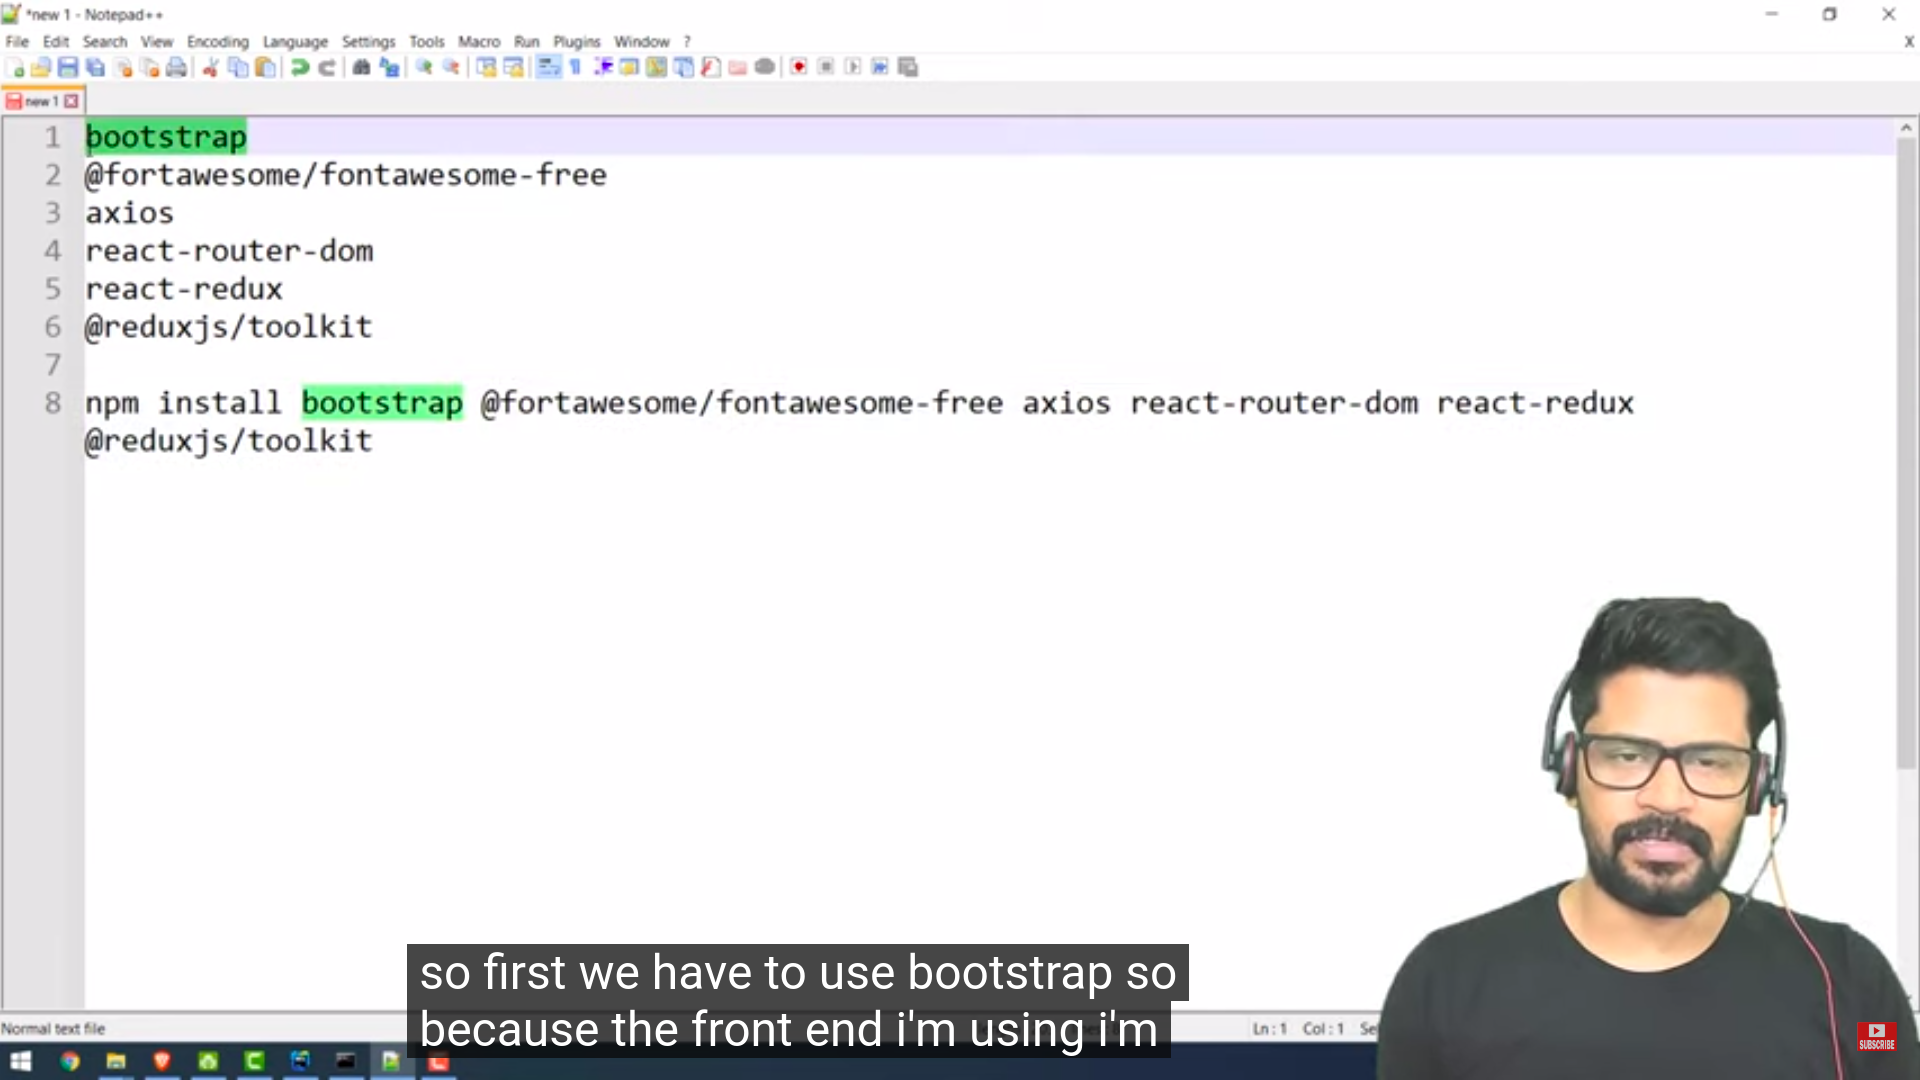 *new 1 - Notepad++
File Edit Search View Encoding Language Settings Tools Macro Run Plugins Window ? X
new 1
1 bootstrap
2 @fortawesome/fontawesome-free
3 axios
4 react-router-dom
5 react-redux
6 @reduxjs/toolkit
7
8 npm install bootstrap @fortawesome/fontawesome-free axios react-router-dom react-redux
@reduxjs/toolkit
so first we have to use bootstrap so
because the front end i'm using i'm
Normal text file Ln : 1 Col : 1
SUBSCRIBE